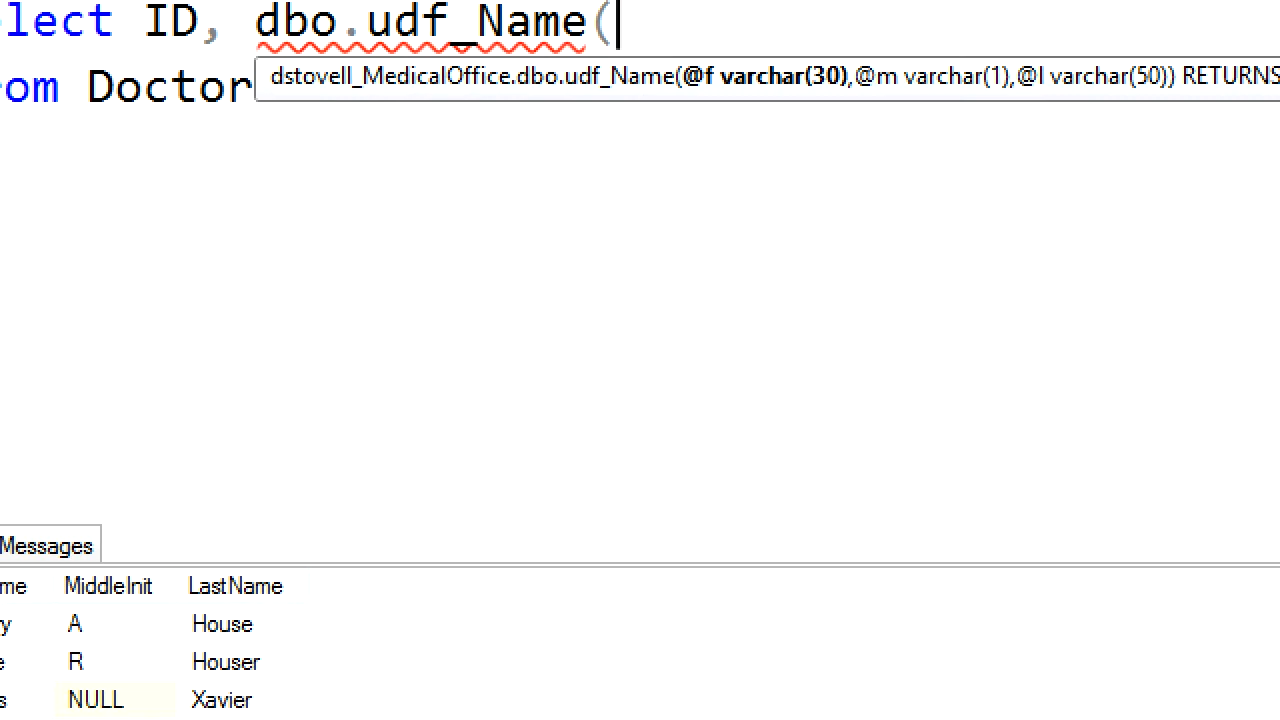 lect ID, dbo.udf_Name(
om Doctor
dstovell_MedicalOffice.dbo.udf_Name(@f varchar(30),@m varchar(1),@l varchar(50)) RETURNS
Messages
me MiddleInit LastName
y A House
e R Houser
s NULL Xavier